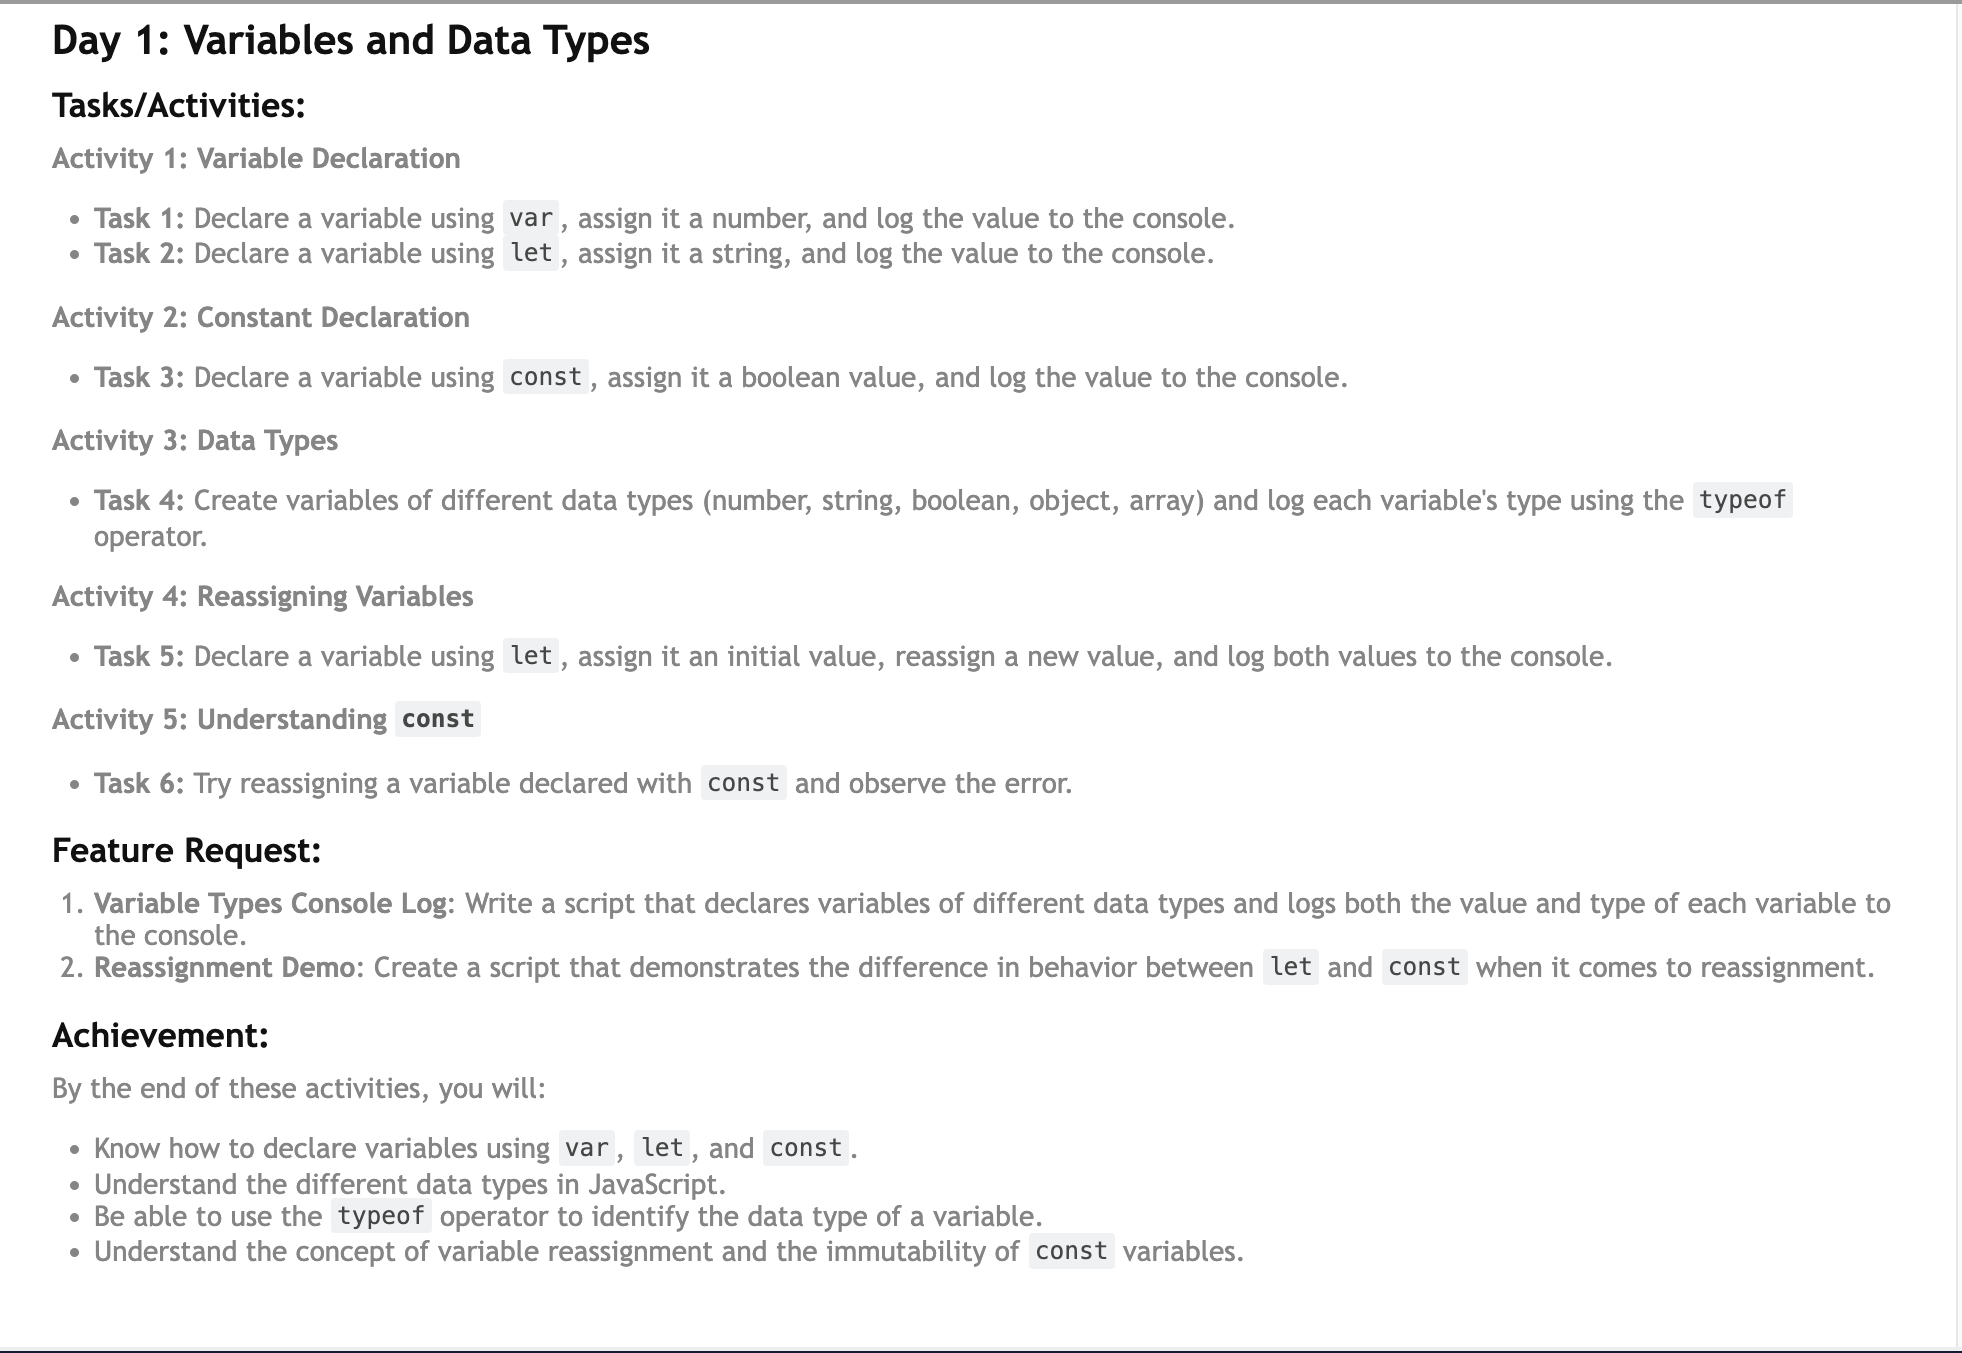 Day 1: Variables and Data Types
Tasks/Activities:
Activity 1: Variable Declaration
• Task 1: Declare a variable using var, assign it a number, and log the value to the console.
• Task 2: Declare a variable using let, assign it a string, and log the value to the console.
Activity 2: Constant Declaration
• Task 3: Declare a variable using const, assign it a boolean value, and log the value to the console.
Activity 3: Data Types
• Task 4: Create variables of different data types (number, string, boolean, object, array) and log each variable's type using the typeof
operator.
Activity 4: Reassigning Variables
• Task 5: Declare a variable using let, assign it an initial value, reassign a new value, and log both values to the console.
Activity 5: Understanding const
• Task 6: Try reassigning a variable declared with const and observe the error.
Feature Request:
1. Variable Types Console Log: Write a script that declares variables of different data types and logs both the value and type of each variable to
the console.
2. Reassignment Demo: Create a script that demonstrates the difference in behavior between let and const when it comes to reassignment.
Achievement:
By the end of these activities, you will:
• Know how to declare variables using var, let, and const.
• Understand the different data types in JavaScript.
• Be able to use the typeof operator to identify the data type of a variable.
• Understand the concept of variable reassignment and the immutability of const variables.